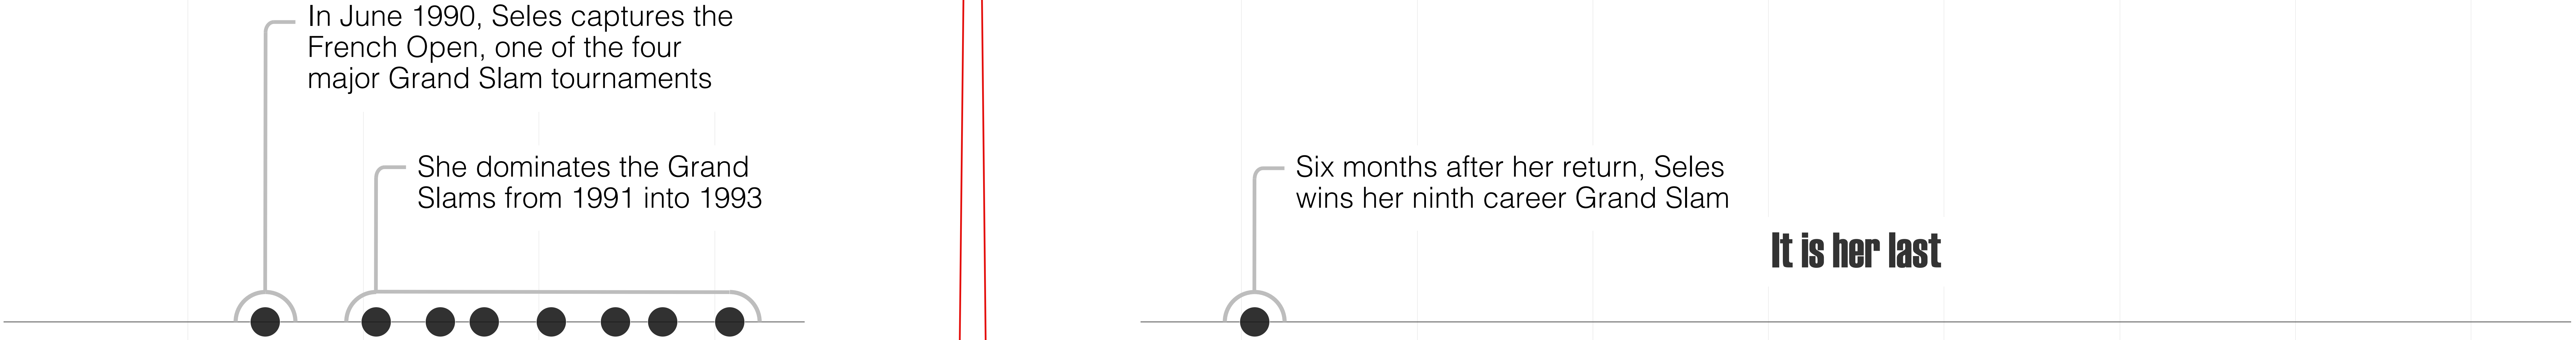 In June 1990, Seles captures the
French Open, one of the four
major Grand Slam tournaments
She dominates the Grand
Slams from 1991 into 1993
Six months after her return, Seles
wins her ninth career Grand Slam
It is her last